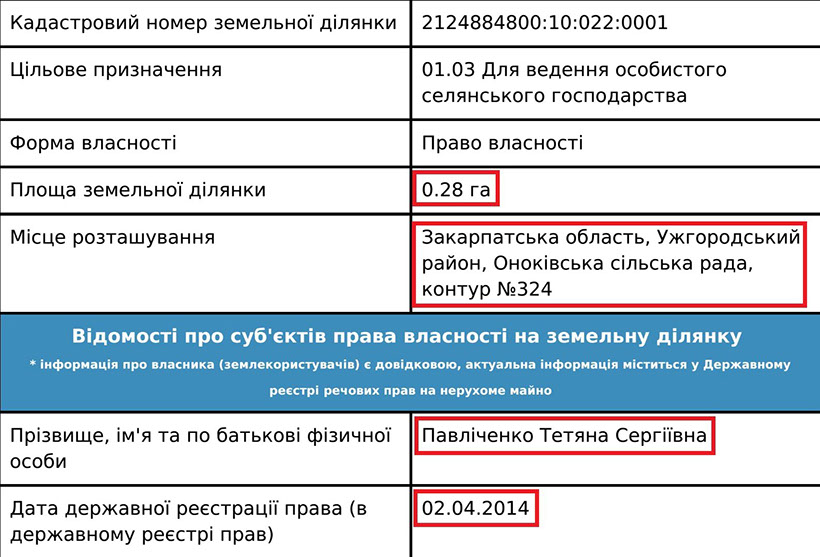 Кадастровий номер земельної ділянки 2124884800:10:022:0001
Цільове призначення 01.03 Для ведення особистого
селянського господарства
Форма власності Право власності
Площа земельної ділянки 0.28 га
Місце розташування Закарпатська область, Ужгородський
район, Оноківська сільська рада,
контур №324
Відомості про суб'єктів права власності на земельну ділянку
* інформація про власника (землекористувачів) є довідковою, актуальна інформація міститься у Державному
реєстрі речових прав на нерухоме майно
Прізвище, ім'я та по батькові фізичної Павліченко Тетяна Сергіївна
особи
Дата державної реєстрації права (в 02.04.2014
державному реєстрі прав)